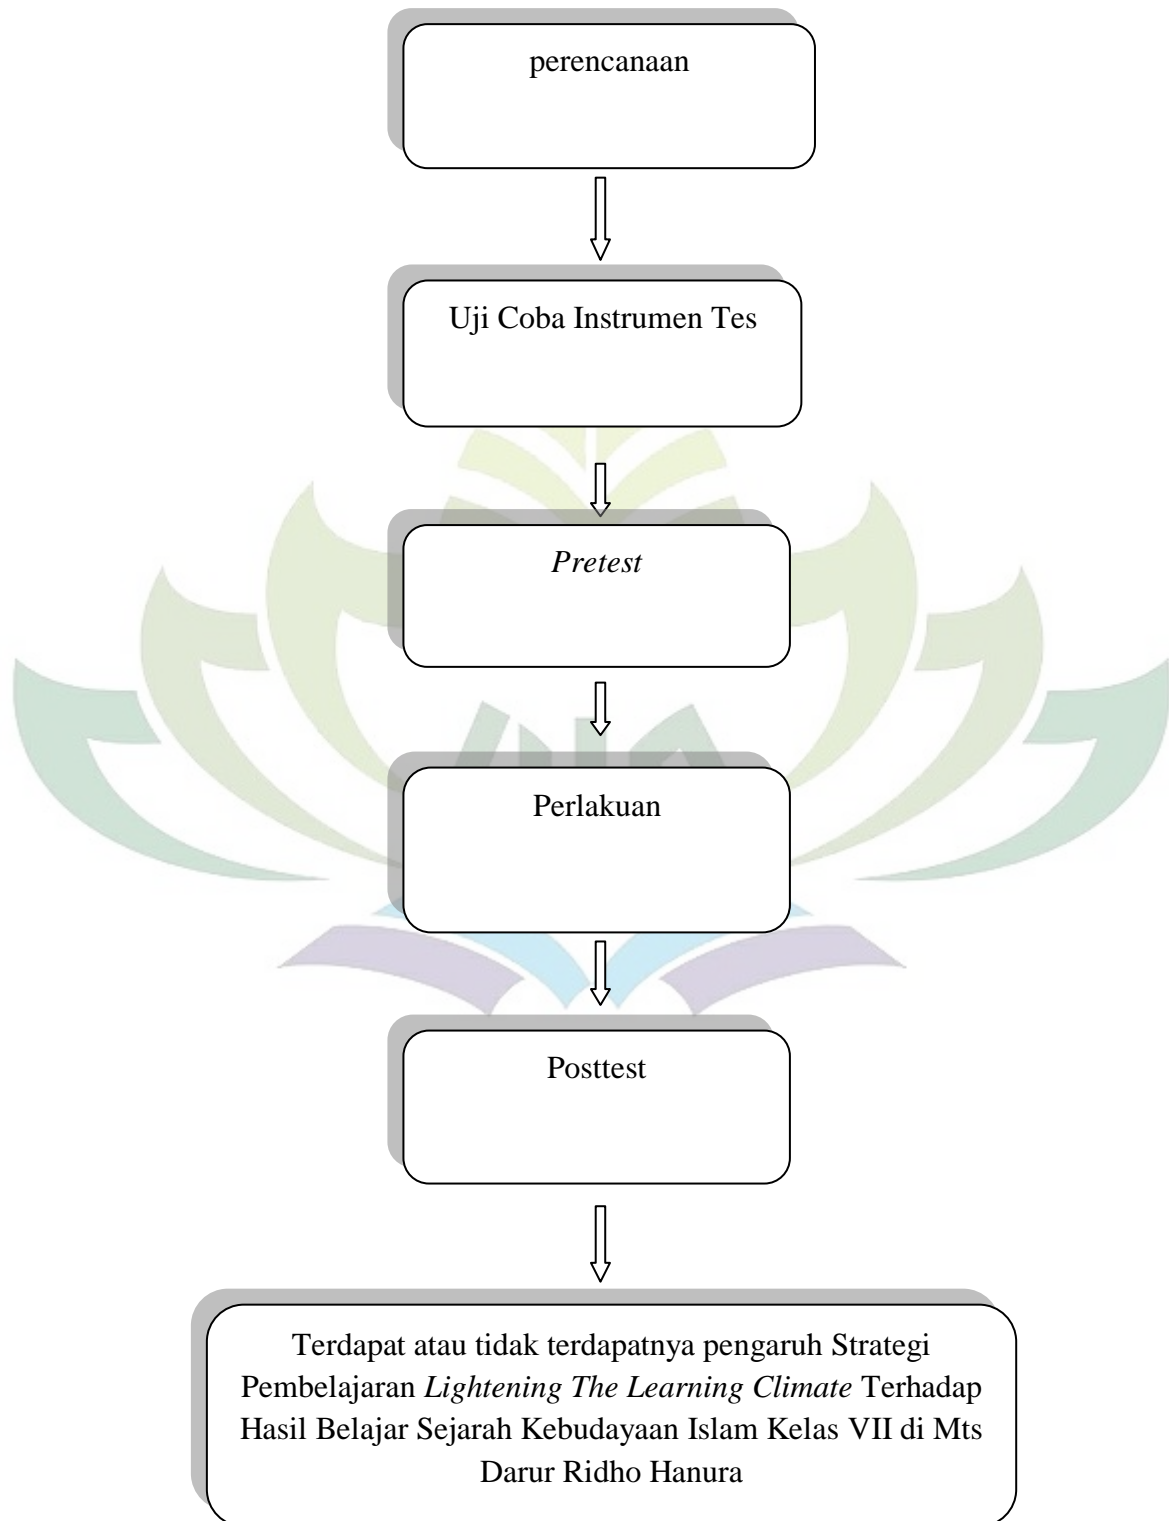 perencanaan
Uji Coba Instrumen Tes
Pretest
Perlakuan
Posttest
Terdapat atau tidak terdapatnya pengaruh Strategi
Pembelajaran Lightening The Learning Climate Terhadap
Hasil Belajar Sejarah Kebudayaan Islam Kelas VII di Mts
Darur Ridho Hanura